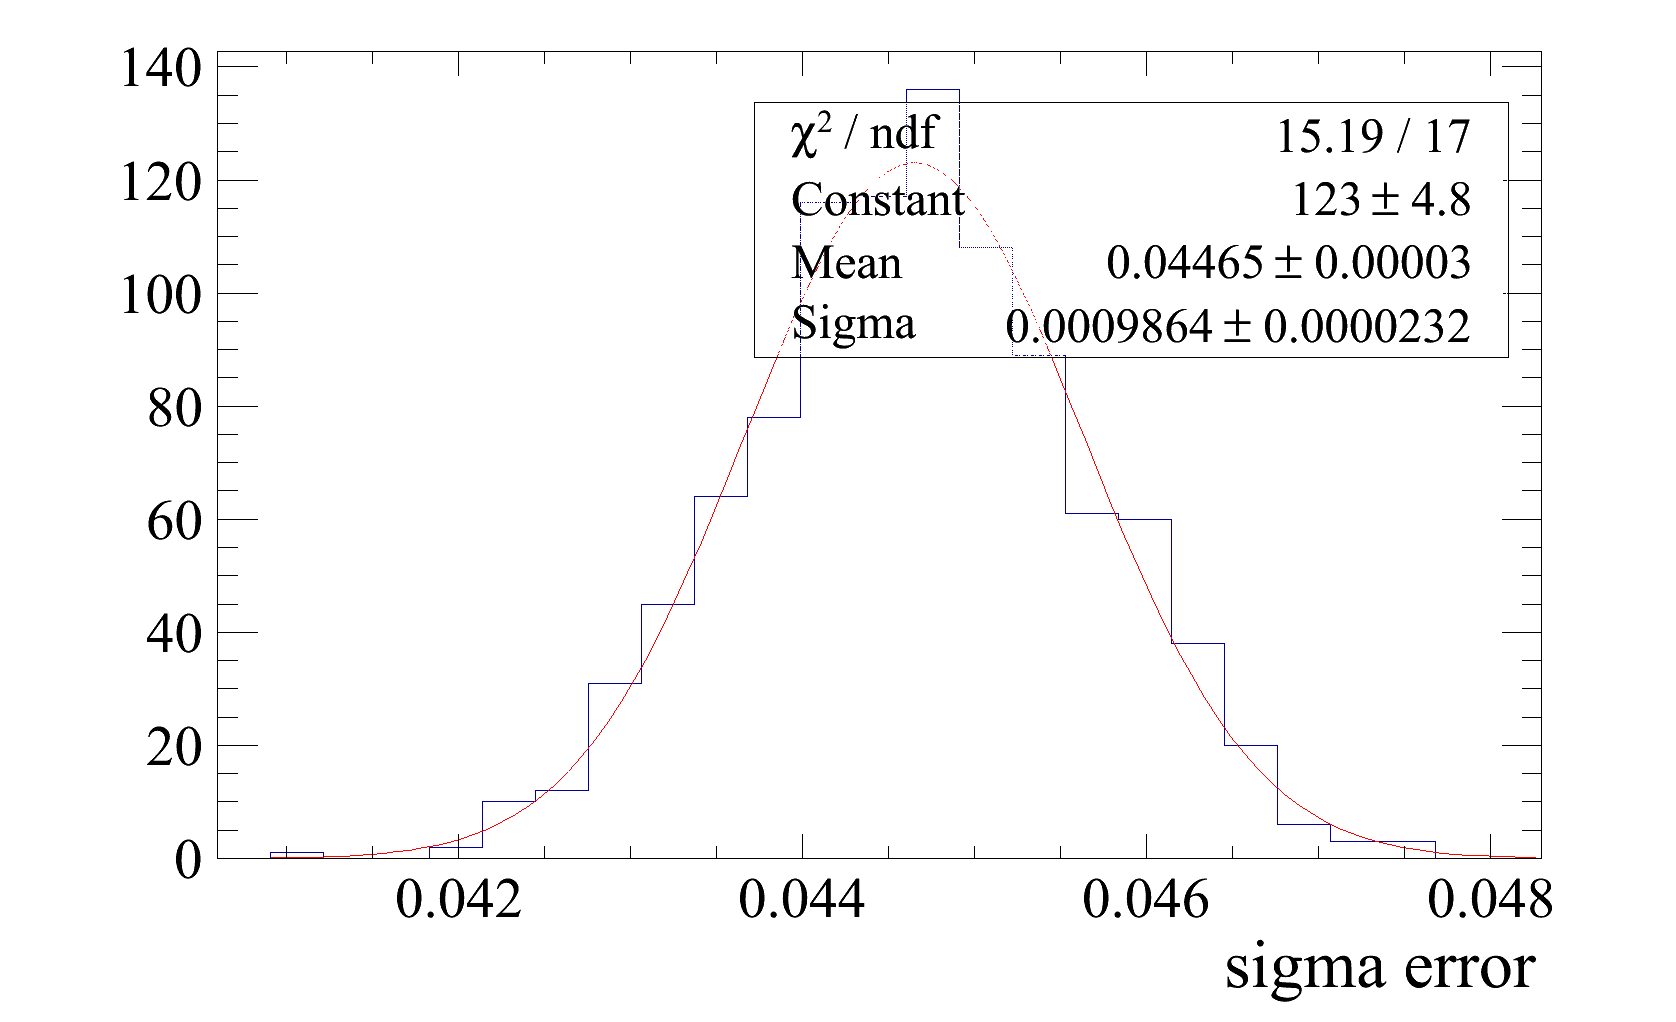 140
120
100
80
60
40
20
0
χ² / ndf 15.19 / 17
Constant 123 ± 4.8
Mean 0.04465 ± 0.00003
Sigma 0.0009864 ± 0.0000232
0.042 0.044 0.046 0.048
sigma error